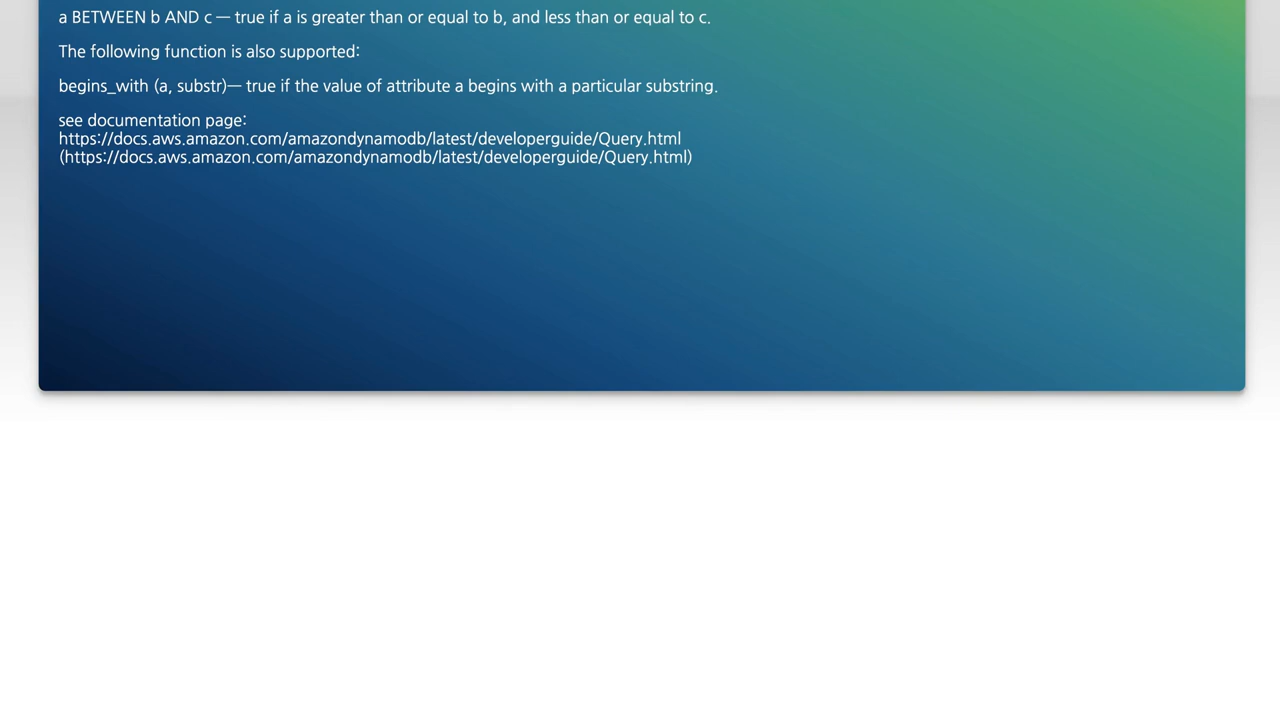 a BETWEEN b AND c — true if a is greater than or equal to b, and less than or equal to c.
The following function is also supported:
begins_with (a, substr)— true if the value of attribute a begins with a particular substring.
see documentation page:
https://docs.aws.amazon.com/amazondynamodb/latest/developerguide/Query.html
(https://docs.aws.amazon.com/amazondynamodb/latest/developerguide/Query.html)